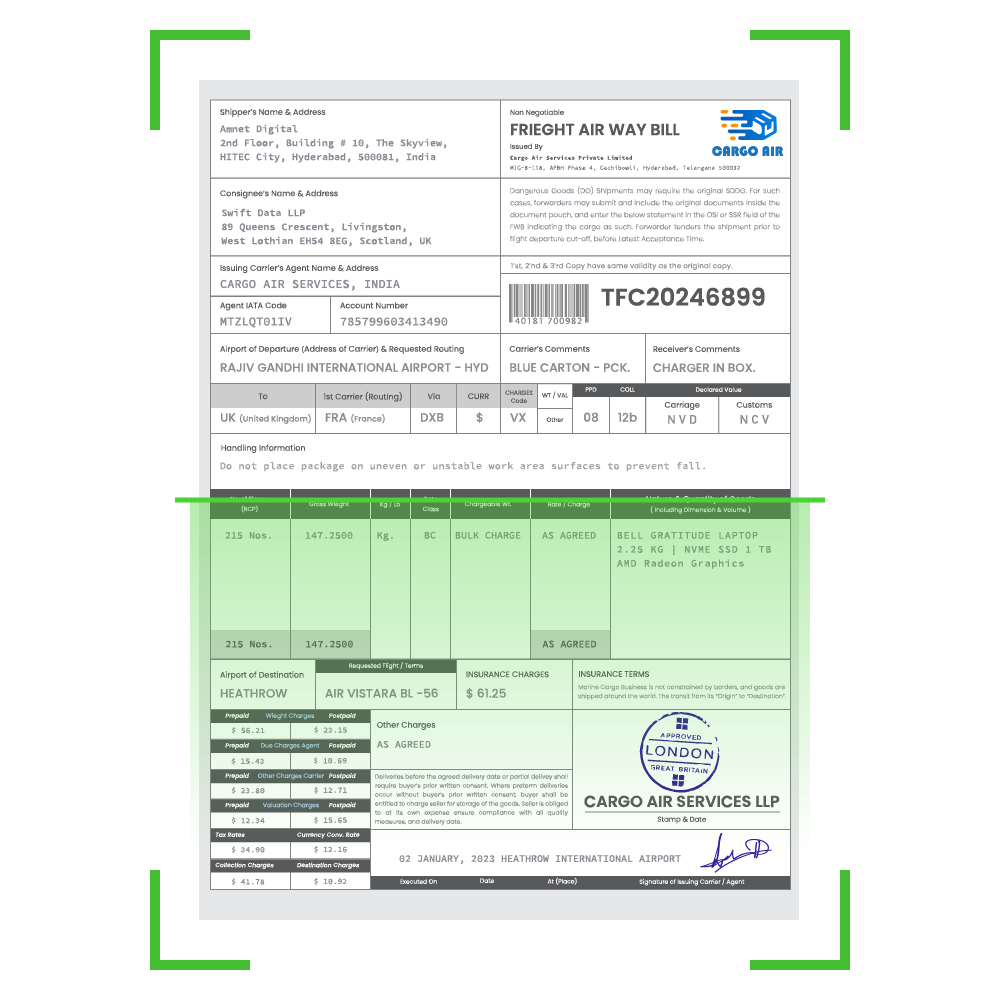 Shipper's Name & Address
Amnet Digital
2nd Floor, Building # 10, The Skyview,
HITEC City, Hyderabad, 500081, India
Non Negotiable
FRIEGHT AIR WAY BILL
Issued By
Cargo Air Services Private Limited
MIG-B-118, APBH Phase 4, Gachibowli, Hyderabad, Telangana 500032
CARGO AIR
Consignee's Name & Address
Swift Data LLP
89 Queens Crescent, Livingston,
West Lothian EH54 8EG, Scotland, UK
Dangerous Goods (DG) Shipments may require the original SDDG. For such
cases, forwarders may submit and include the original documents inside the
document pouch, and enter the below statement in the OSI or SSR field of the
FWB indicating the cargo as such. Forwarder tenders the shipment prior to
flight departure cut-off, before Latest Acceptance Time.
Issuing Carrier's Agent Name & Address
CARGO AIR SERVICES, INDIA
1'st, 2'nd & 3'rd Copy have same validity as the original copy.
Agent IATA Code
MTZLQT01IV
Account Number
785799603413490
40181 700982
TFC20246899
Airport of Departure (Address of Carrier) & Requested Routing
RAJIV GANDHI INTERNATIONAL AIRPORT - HYD
Carrier's Comments
BLUE CARTON - PCK.
Receiver's Comments
CHARGER IN BOX.
To
1st Carrier (Routing)
Via
CURR
CHARGES
Code
WT / VAL
Other
PPD
COLL
Declared Value
Carriage
Customs
UK (United Kingdom)
FRA (France)
DXB
$
VX
08
12b
NVD
NCV
Handling Information
Do not place package on uneven or unstable work area surfaces to prevent fall.
(RCP)
Gross Weight
Kg / Lb
Class
Chargeable Wt.
Rate / Charge
Nature & Quantity of Goods
( Including Dimension & Volume )
215 Nos.
147.2500
Kg.
BC
BULK CHARGE
AS AGREED
BELL GRATITUDE LAPTOP
2.25 KG | NVME SSD 1 TB
AMD Radeon Graphics
215 Nos.
147.2500
AS AGREED
Airport of Destination
HEATHROW
Requested Flight / Terms
AIR VISTARA BL -56
INSURANCE CHARGES
$ 61.25
INSURANCE TERMS
Marine Cargo Business is not constrained by borders, and goods are
shipped around the world. The transit from its "Origin" to "Destination".
Prepaid Wieght Charges Postpaid
$ 56.21 $ 23.15
Prepaid Due Charges Agent Postpaid
$ 15.43 $ 10.69
Prepaid Other Charges Carrier Postpaid
$ 23.80 $ 12.71
Prepaid Valuation Charges Postpaid
$ 12.34 $ 15.65
Tax Rates Currency Conv. Rate
$ 34.90 $ 12.16
Collection Charges Destination Charges
$ 41.78 $ 10.92
Other Charges
AS AGREED
Deliveries before the agreed delivery date or partial delivey shall
require buyer's prior written consent. Where preterm deliveries
occur without buyer's prior written consent, buyer shall be
entitled to charge seller for storage of the goods. Seller is obliged
to at its own expense ensure compliance with all quality
measures, and delivery date.
APPROVED
LONDON
GREAT BRITAIN
CARGO AIR SERVICES LLP
Stamp & Date
02 JANUARY, 2023 HEATHROW INTERNATIONAL AIRPORT
Executed On
Date
At (Place)
Signature of Issuing Carrier / Agent